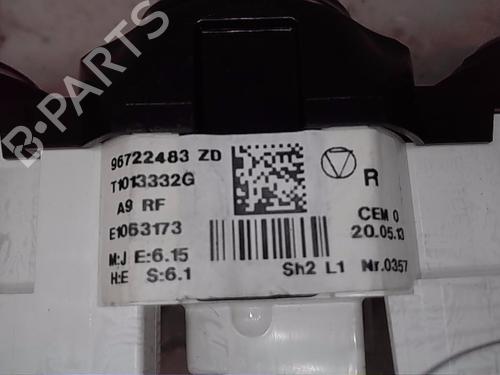 B-PARTS
96722483 ZD
T1013332G
A9 RF
E1063173
M:J E:6.15
H:E S:6.1
R
CEM 0
20.05.13
Sh2 L1 Nr.0357